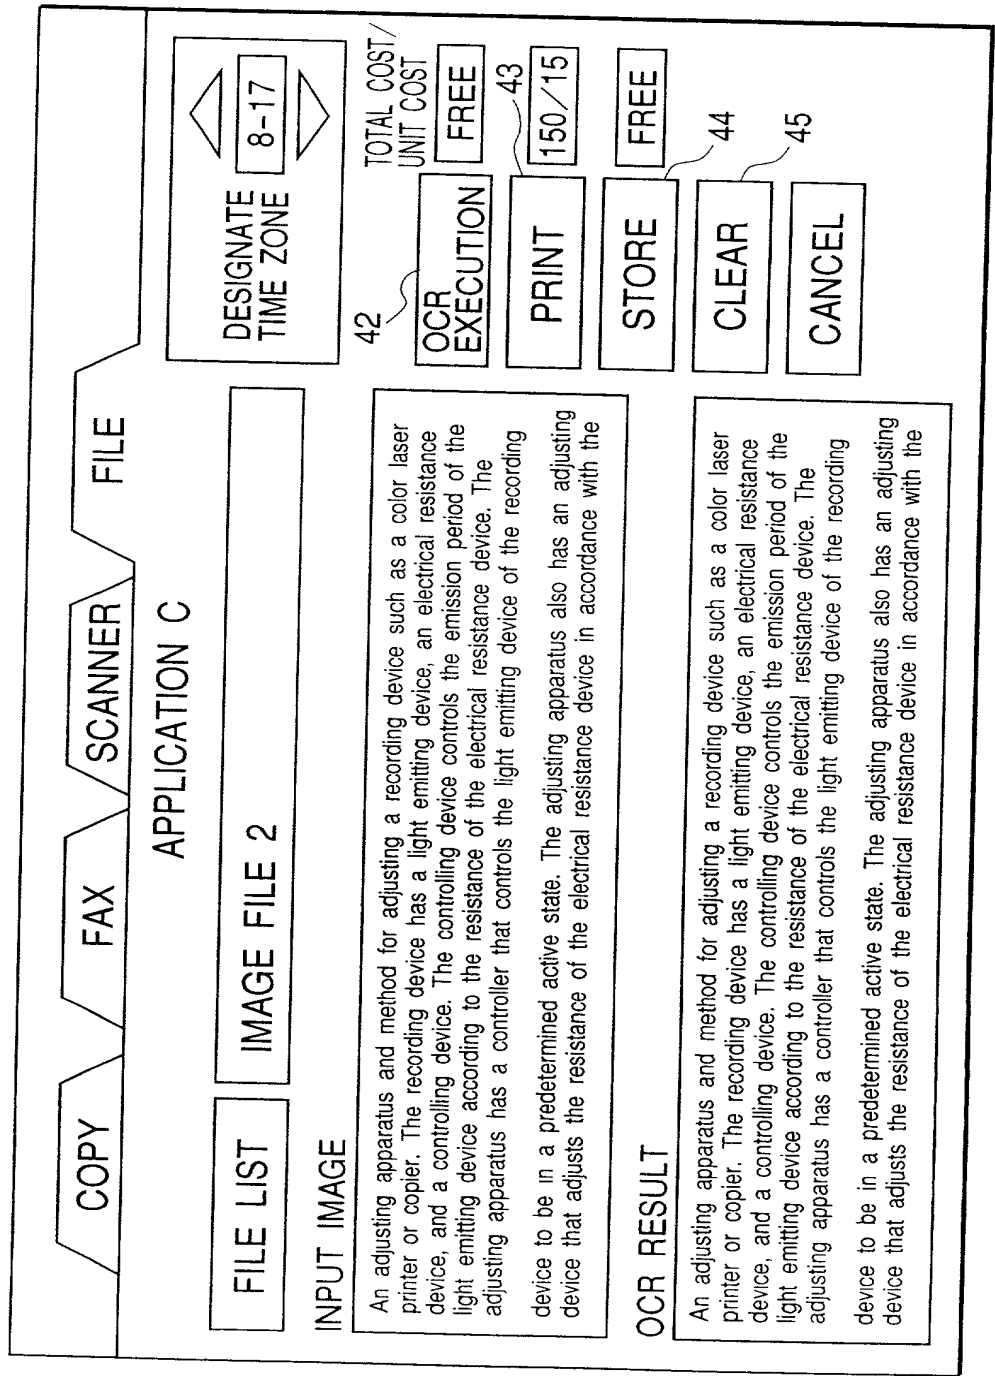 COPY
FAX
SCANNER
FILE
APPLICATION C
FILE LIST
IMAGE FILE 2
DESIGNATE
TIME ZONE
8-17
INPUT IMAGE
An adjusting apparatus and method for adjusting a recording device such as a color laser
printer or copier. The recording device has a light emitting device, an electrical resistance
device, and a controlling device. The controlling device controls the emission period of the
light emitting device according to the resistance of the electrical resistance device. The
adjusting apparatus has a controller that controls the light emitting device of the recording
device to be in a predetermined active state. The adjusting apparatus also has an adjusting
device that adjusts the resistance of the electrical resistance device in accordance with the
OCR RESULT
An adjusting apparatus and method for adjusting a recording device such as a color laser
printer or copier. The recording device has a light emitting device, an electrical resistance
device, and a controlling device. The controlling device controls the emission period of the
light emitting device according to the resistance of the electrical resistance device. The
adjusting apparatus has a controller that controls the light emitting device of the recording
device to be in a predetermined active state. The adjusting apparatus also has an adjusting
device that adjusts the resistance of the electrical resistance device in accordance with the
TOTAL COST/
UNIT COST
42
OCR
EXECUTION
FREE
43
PRINT
150/15
STORE
FREE
44
CLEAR
45
CANCEL